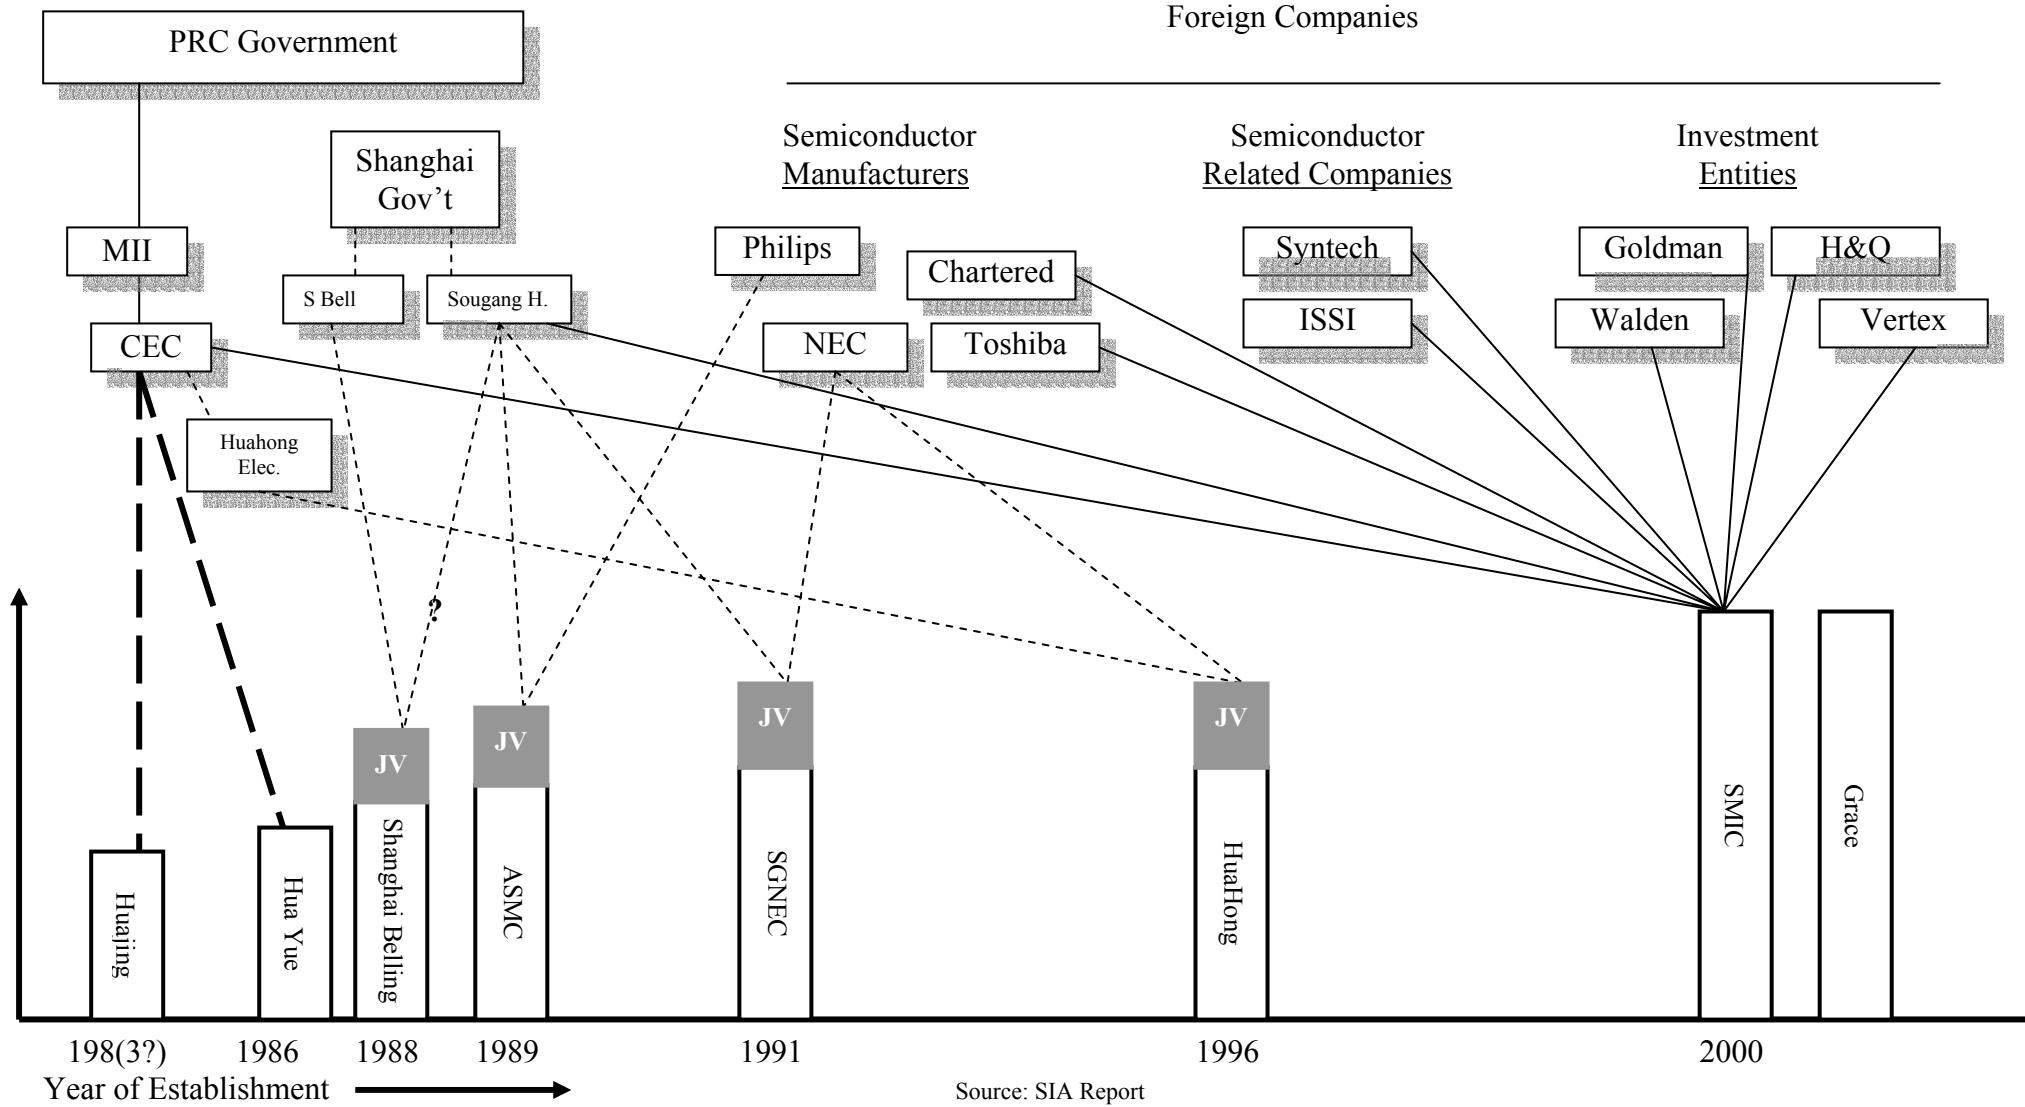 Foreign Companies
PRC Government
Shanghai
Gov't
Semiconductor
Manufacturers
Semiconductor
Related Companies
Investment
Entities
MII
S Bell
Sougang H.
Philips
Chartered
Syntech
Goldman
H&Q
CEC
NEC
Toshiba
ISSI
Walden
Vertex
Huahong
Elec.
?
JV
JV
JV
JV
Huajing
Hua Yue
Shanghai Belling
ASMC
SGNEC
HuaHong
SMIC
Grace
198(3?)
1986
1988
1989
1991
1996
2000
Year of Establishment
Source: SIA Report